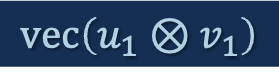 vec(𝑢₁ ⊗ 𝑣₁)